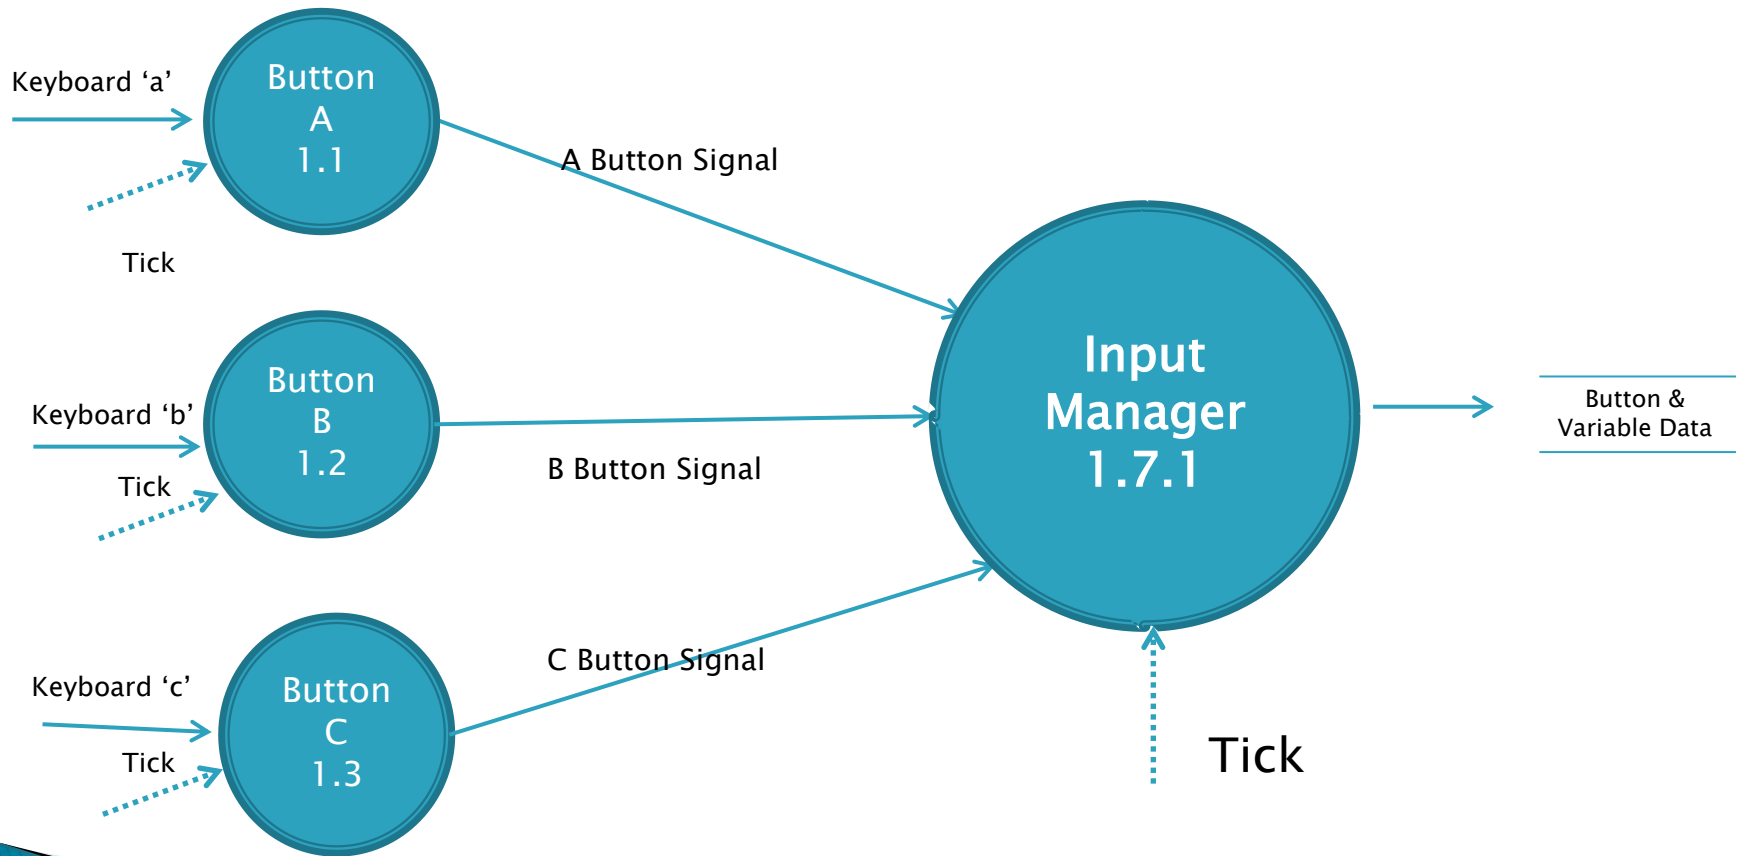 Keyboard ‘a’
Button
A
1.1
Tick
A Button Signal
Keyboard ‘b’
Button
B
1.2
Tick
B Button Signal
Keyboard ‘c’
Button
C
1.3
Tick
C Button Signal
Input
Manager
1.7.1
Tick
Button &
Variable Data